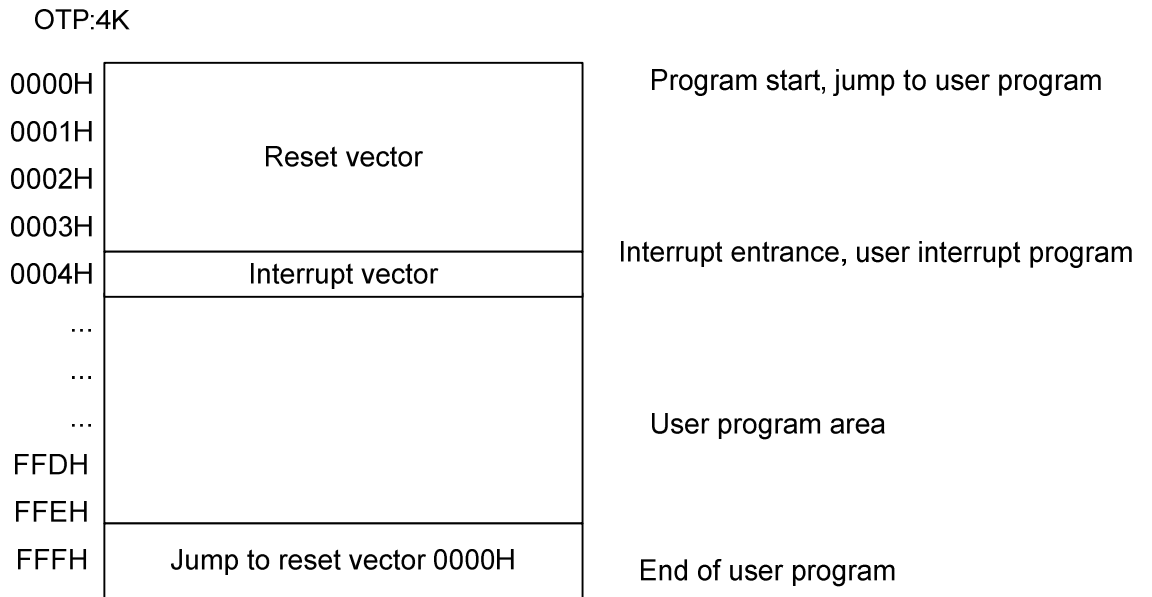 OTP:4K
0000H
Program start, jump to user program
0001H
Reset vector
0002H
0003H
Interrupt entrance, user interrupt program
0004H
Interrupt vector
...
...
...
User program area
FFDH
FFEH
FFFH
Jump to reset vector 0000H
End of user program